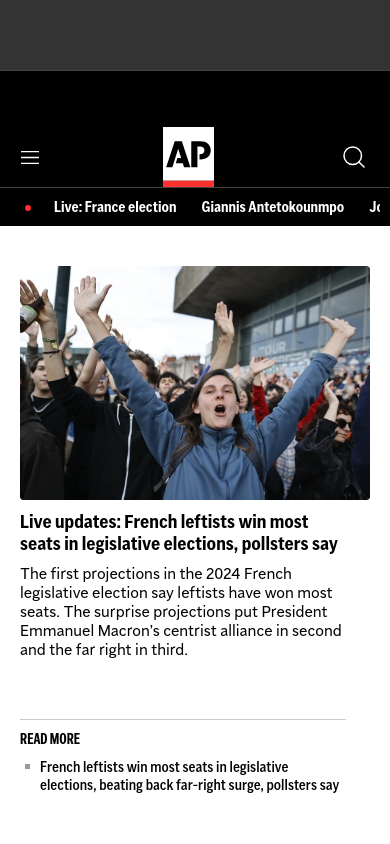 AP
Live: France election Giannis Antetokounmpo
Live updates: French leftists win most
seats in legislative elections, pollsters say
The first projections in the 2024 French
legislative election say leftists have won most
seats. The surprise projections put President
Emmanuel Macron's centrist alliance in second
and the far right in third.
READ MORE
French leftists win most seats in legislative
elections, beating back far-right surge, pollsters say